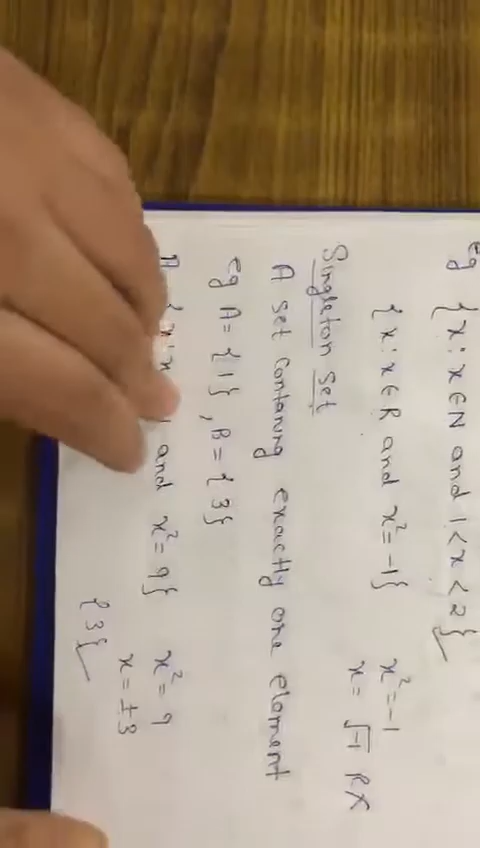 eg {x : x ∈ N and 1 < x < 2}
{x : x ∈ R and x² = -1}
x² = -1
x = √-1 R X
Singleton Set
A set containing exactly one element
eg A = {1} , B = {3}
A = {x : x and x² = 9}
x² = 9
x = ±3
{3}